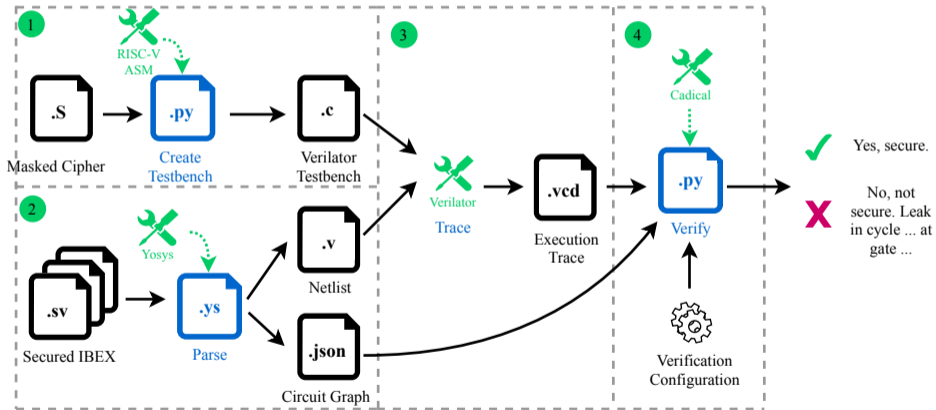 1
RISC-V
ASM
.S
.py
.c
Masked Cipher
Create
Testbench
Verilator
Testbench
2
Yosys
.sv
.ys
.v
Netlist
.json
Secured IBEX
Parse
Circuit Graph
3
Verilator
Trace
.vcd
Execution
Trace
4
Cadical
.py
Verify
Verification
Configuration
Yes, secure.
X
No, not
secure. Leak
in cycle ... at
gate ...